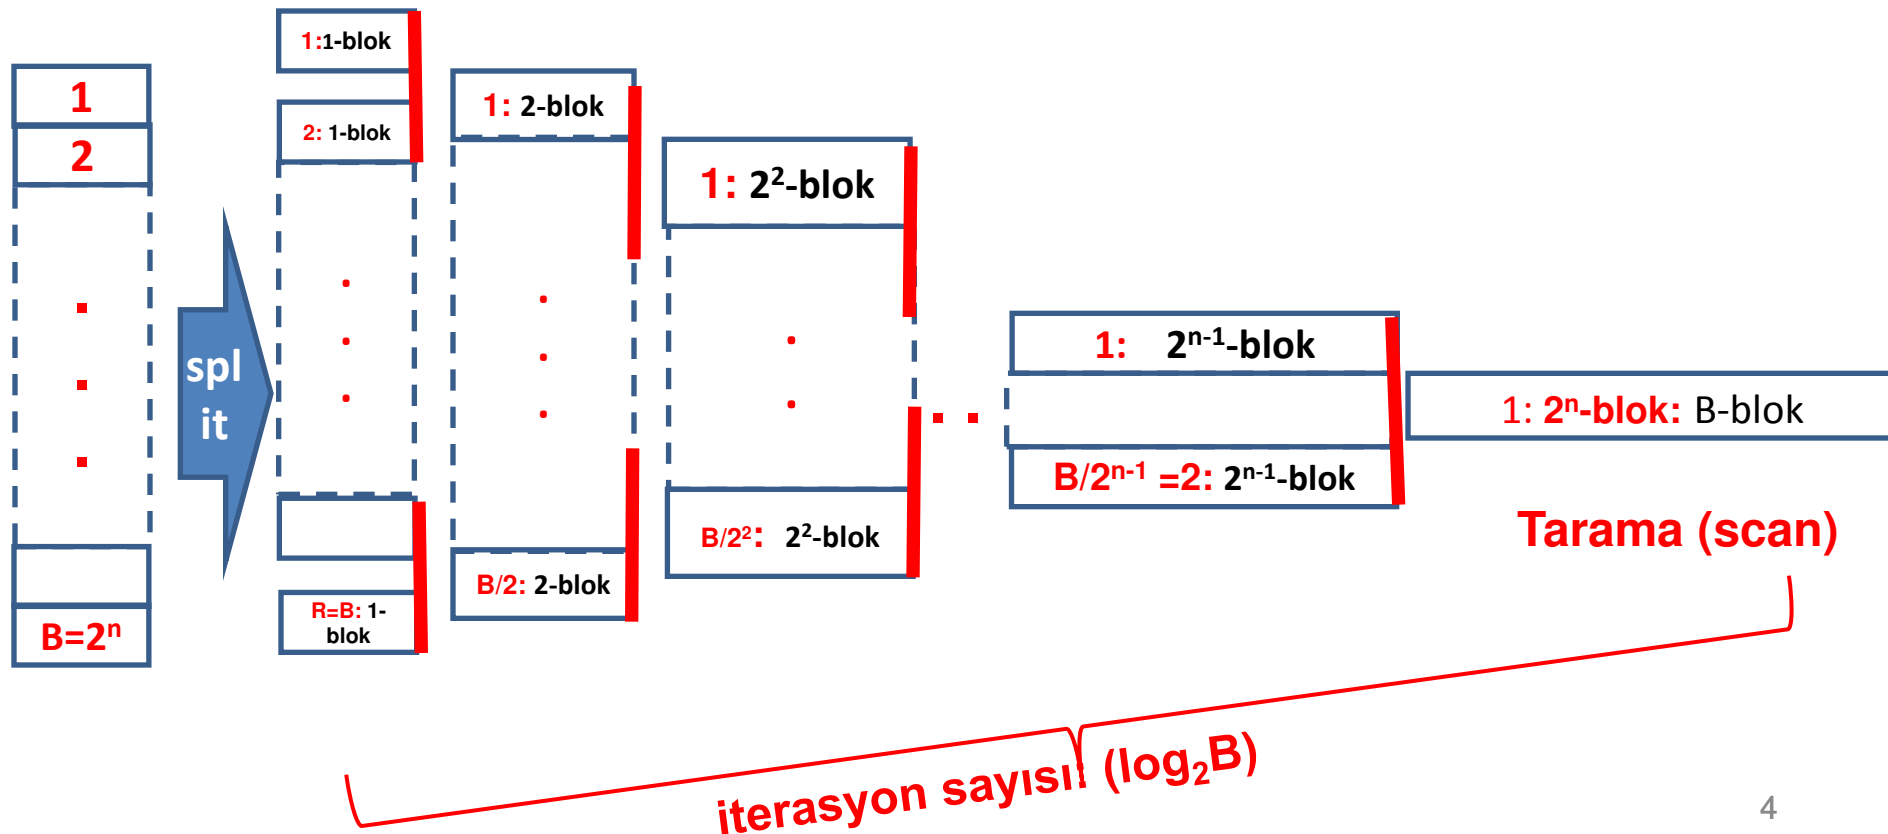 1
2
B=2ⁿ
spl
it
1:1-blok
2: 1-blok
R=B: 1-
blok
1: 2-blok
B/2: 2-blok
1: 2²-blok
B/2²: 2²-blok
1: 2ⁿ⁻¹-blok
B/2ⁿ⁻¹ =2: 2ⁿ⁻¹-blok
1: 2ⁿ-blok: B-blok
Tarama (scan)
iterasyon sayısı! (log₂B)
4